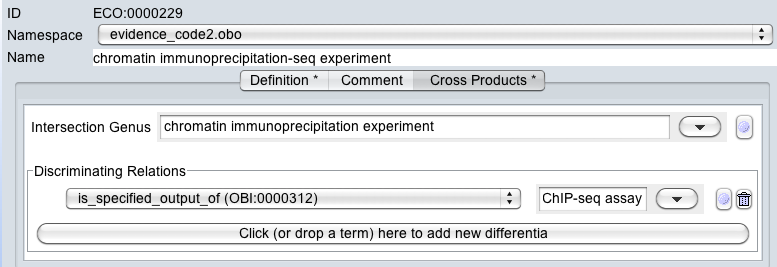 ID ECO:0000229
Namespace evidence_code2.obo
Name chromatin immunoprecipitation-seq experiment
Definition * Comment Cross Products *
Intersection Genus chromatin immunoprecipitation experiment
Discriminating Relations
is_specified_output_of (OBI:0000312) ChIP-seq assay
Click (or drop a term) here to add new differentia